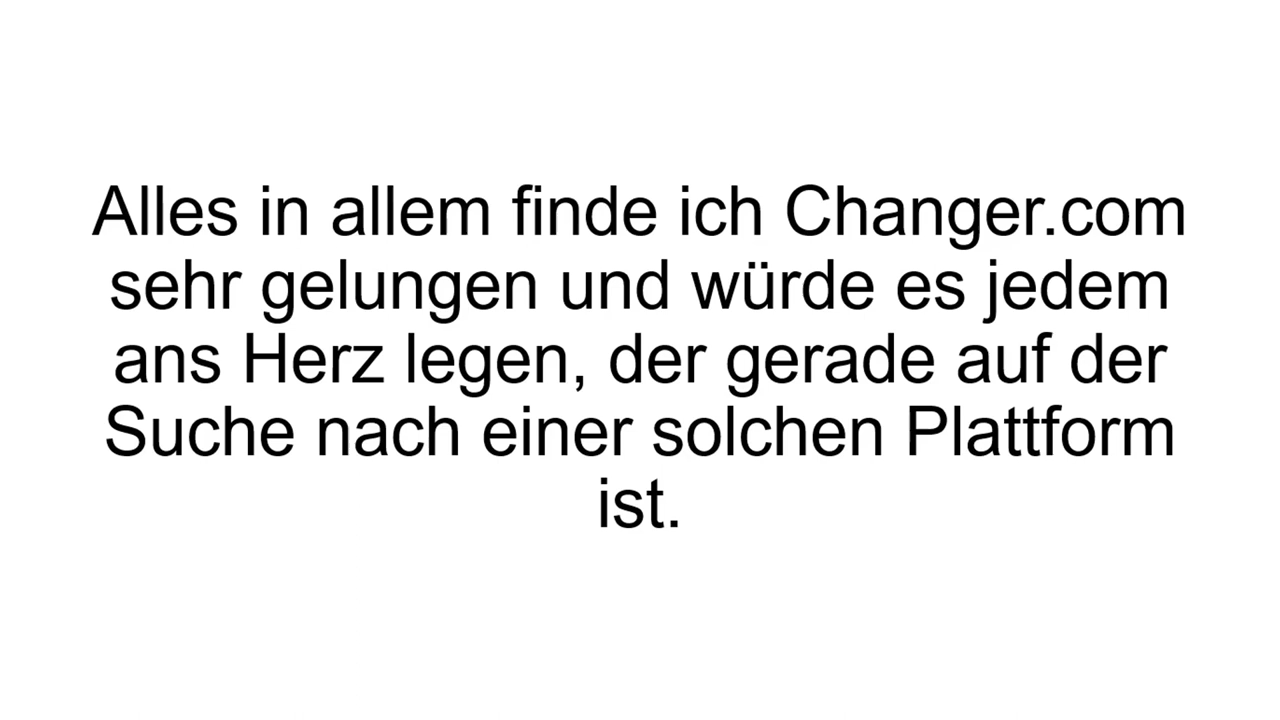 Alles in allem finde ich Changer.com
sehr gelungen und würde es jedem
ans Herz legen, der gerade auf der
Suche nach einer solchen Plattform
ist.